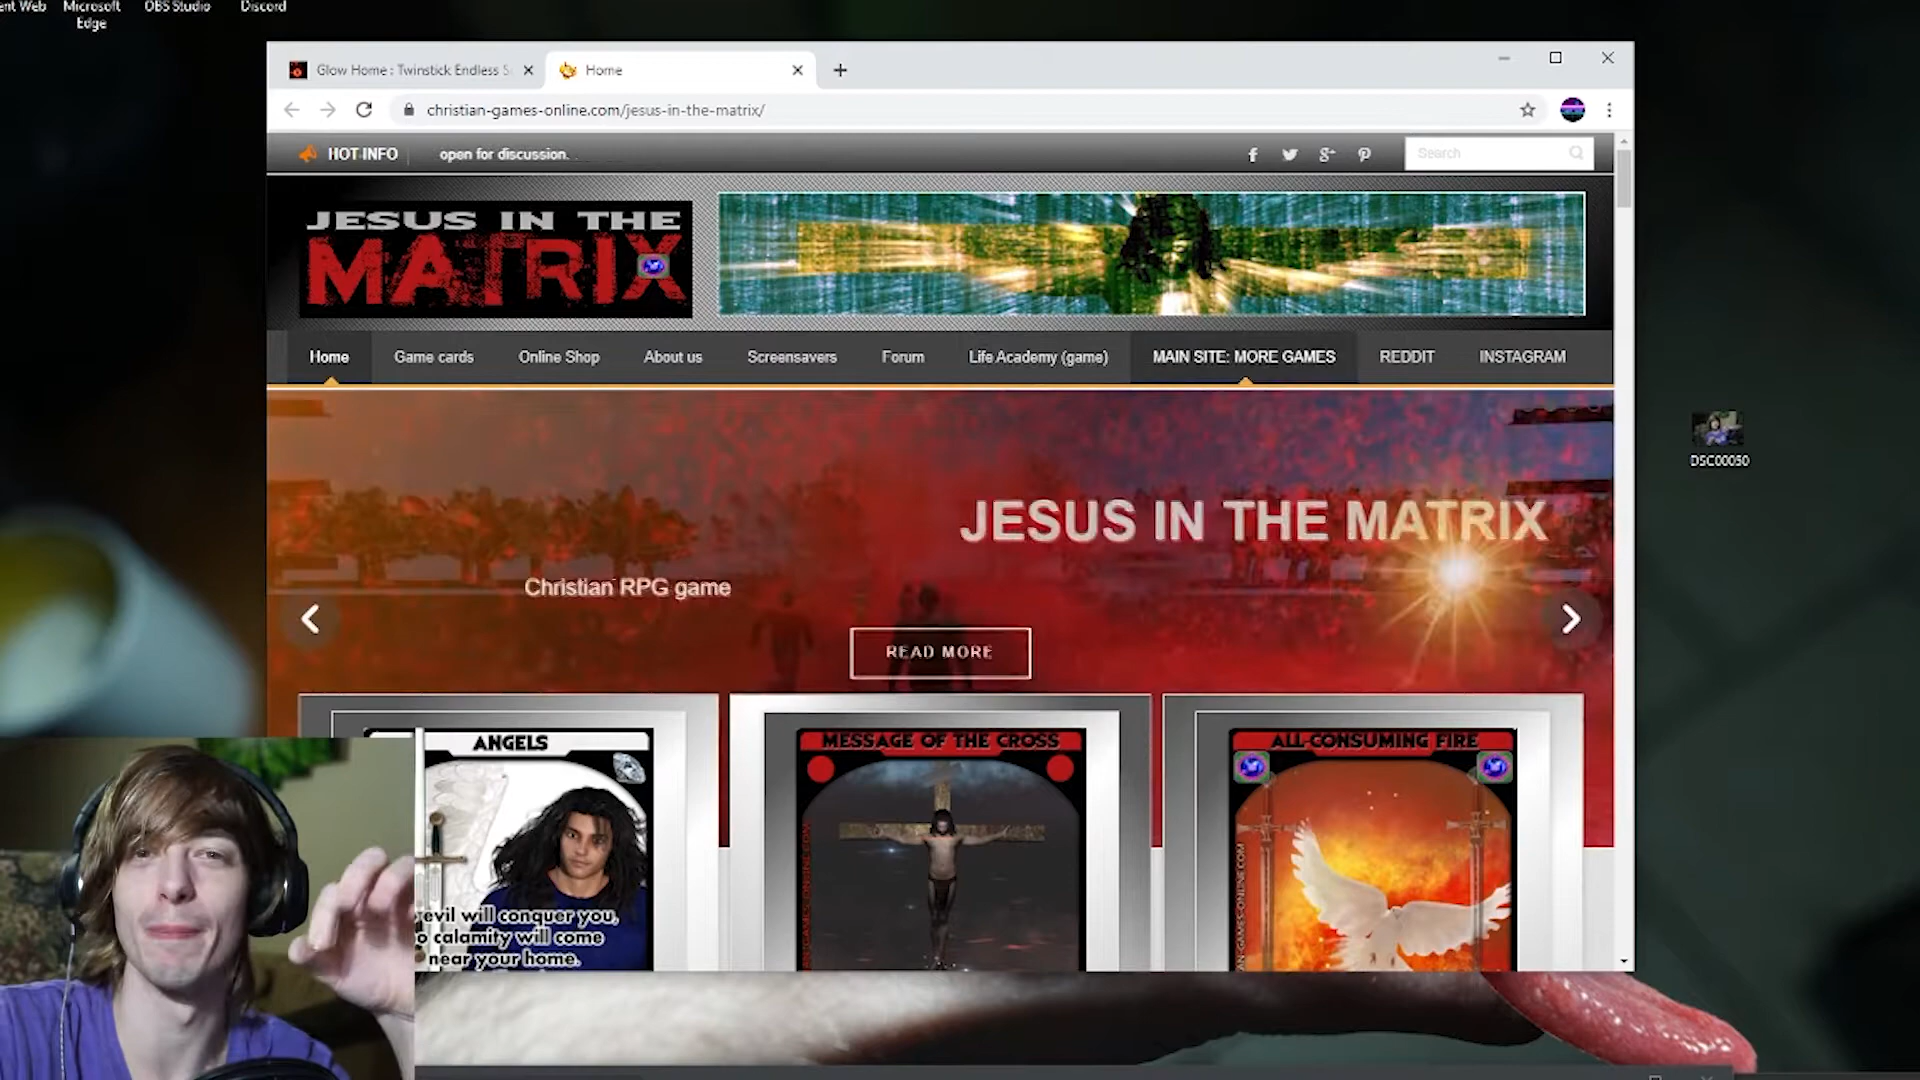 ent Web
Microsoft
Edge
OBS Studio
Discord
Glow Home : Twinstick Endless S
Home
christian-games-online.com/jesus-in-the-matrix/
HOT INFO
open for discussion.
Search
JESUS IN THE
MATRIX
Home
Game cards
Online Shop
About us
Screensavers
Forum
Life Academy (game)
MAIN SITE: MORE GAMES
REDDIT
INSTAGRAM
JESUS IN THE MATRIX
Christian RPG game
READ MORE
DSC00050
ANGELS
evil will conquer you,
o calamity will come
near your home.
MESSAGE OF THE CROSS
ALL-CONSUMING FIRE